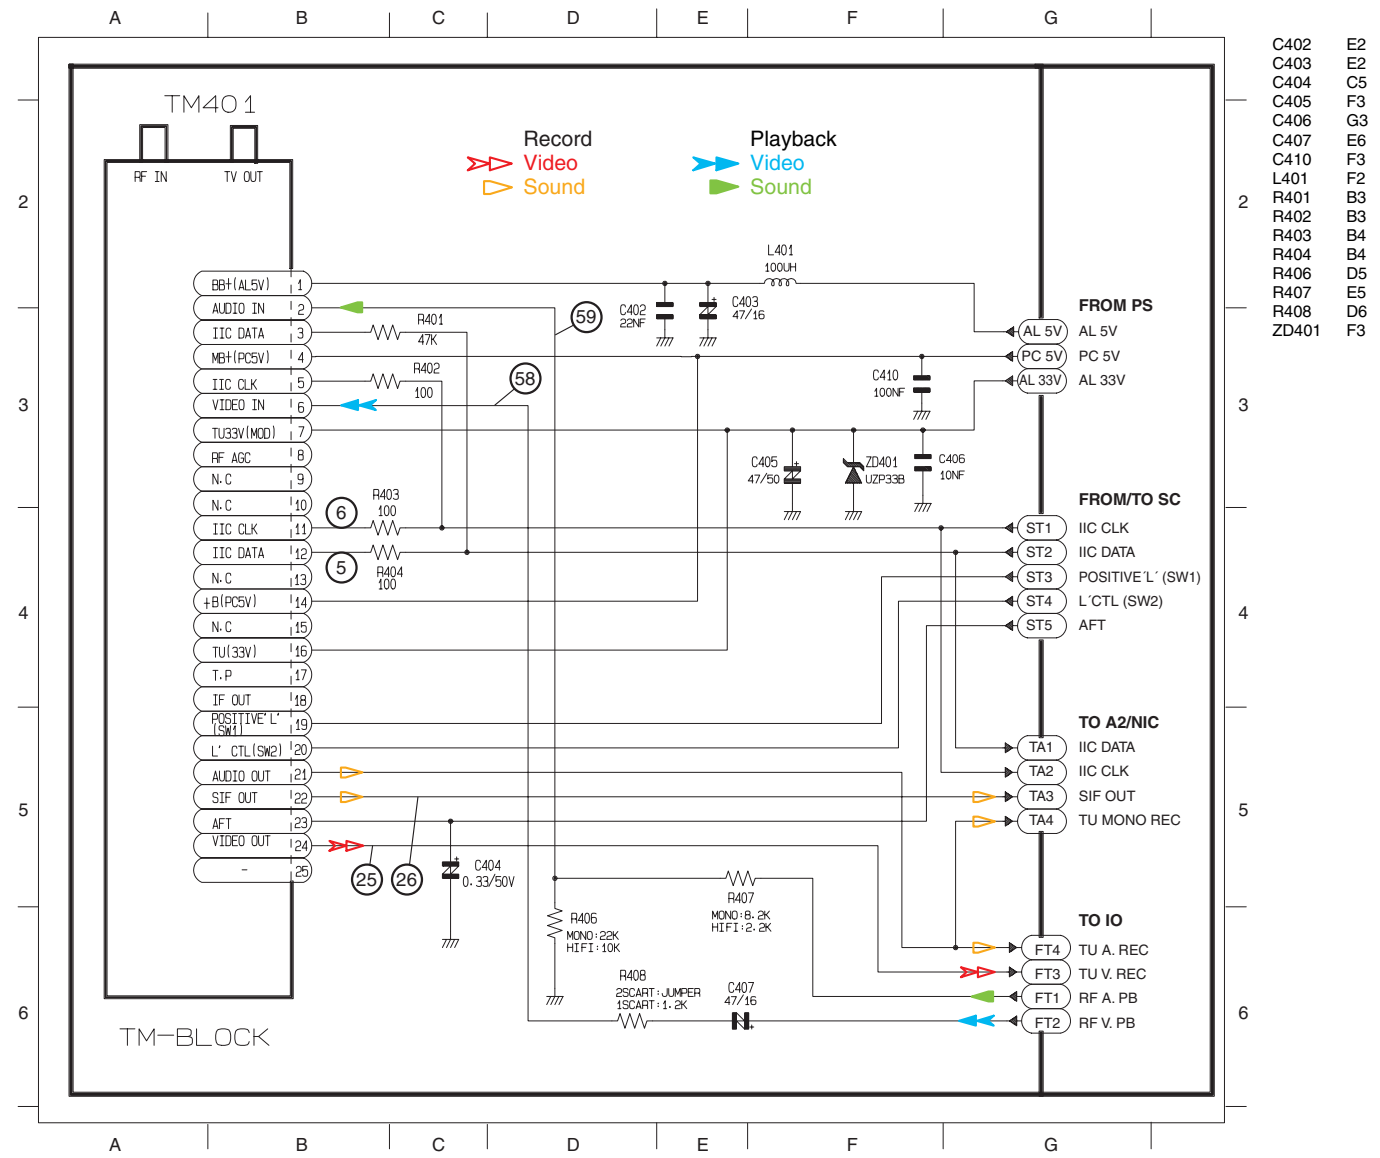 A B C D E F G
TM401
RF IN
TV OUT
Record
Video
Sound
Playback
Video
Sound
2
2
3
3
4
4
5
5
6
6
BB+(AL5V) 1
AUDIO IN 2
IIC DATA 3
MB+(PC5V) 4
IIC CLK 5
VIDEO IN 6
TU33V(MOD) 7
RF AGC 8
N.C 9
N.C 10
IIC CLK 11
IIC DATA 12
N.C 13
+B(PC5V) 14
N.C 15
TU(33V) 16
T.P 17
IF OUT 18
POSITIVE'L'
(SW1) 19
L' CTL(SW2) 20
AUDIO OUT 21
SIF OUT 22
AFT 23
VIDEO OUT 24
- 25
TM-BLOCK
L401
100UH
C402
22NF
C403
47/16
R401
47K
R402
100
59
58
C410
100NF
C405
47/50
ZD401
UZP33B
C406
10NF
R403
100
6
5
R404
100
25
26
C404
0.33/50V
R407
MONO:8.2K
HIFI:2.2K
R406
MONO:22K
HIFI:10K
R408
2SCART:JUMPER
1SCART:1.2K
C407
47/16
FROM PS
AL 5V AL 5V
PC 5V PC 5V
AL 33V AL 33V
FROM/TO SC
ST1 IIC CLK
ST2 IIC DATA
ST3 POSITIVE´L´ (SW1)
ST4 L´CTL (SW2)
ST5 AFT
TO A2/NIC
TA1 IIC DATA
TA2 IIC CLK
TA3 SIF OUT
TA4 TU MONO REC
TO IO
FT4 TU A. REC
FT3 TU V. REC
FT1 RF A. PB
FT2 RF V. PB
A B C D E F G
C402 E2
C403 E2
C404 C5
C405 F3
C406 G3
C407 E6
C410 F3
L401 F2
R401 B3
R402 B3
R403 B4
R404 B4
R406 D5
R407 E5
R408 D6
ZD401 F3